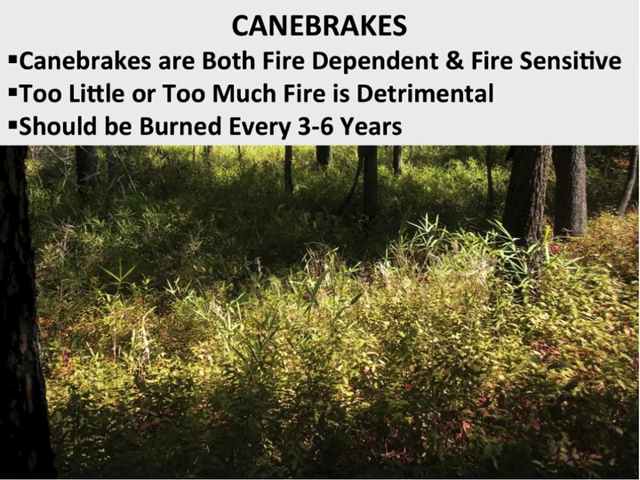 CANEBRAKES
▪Canebrakes are Both Fire Dependent & Fire Sensitive
▪Too Little or Too Much Fire is Detrimental
▪Should be Burned Every 3-6 Years